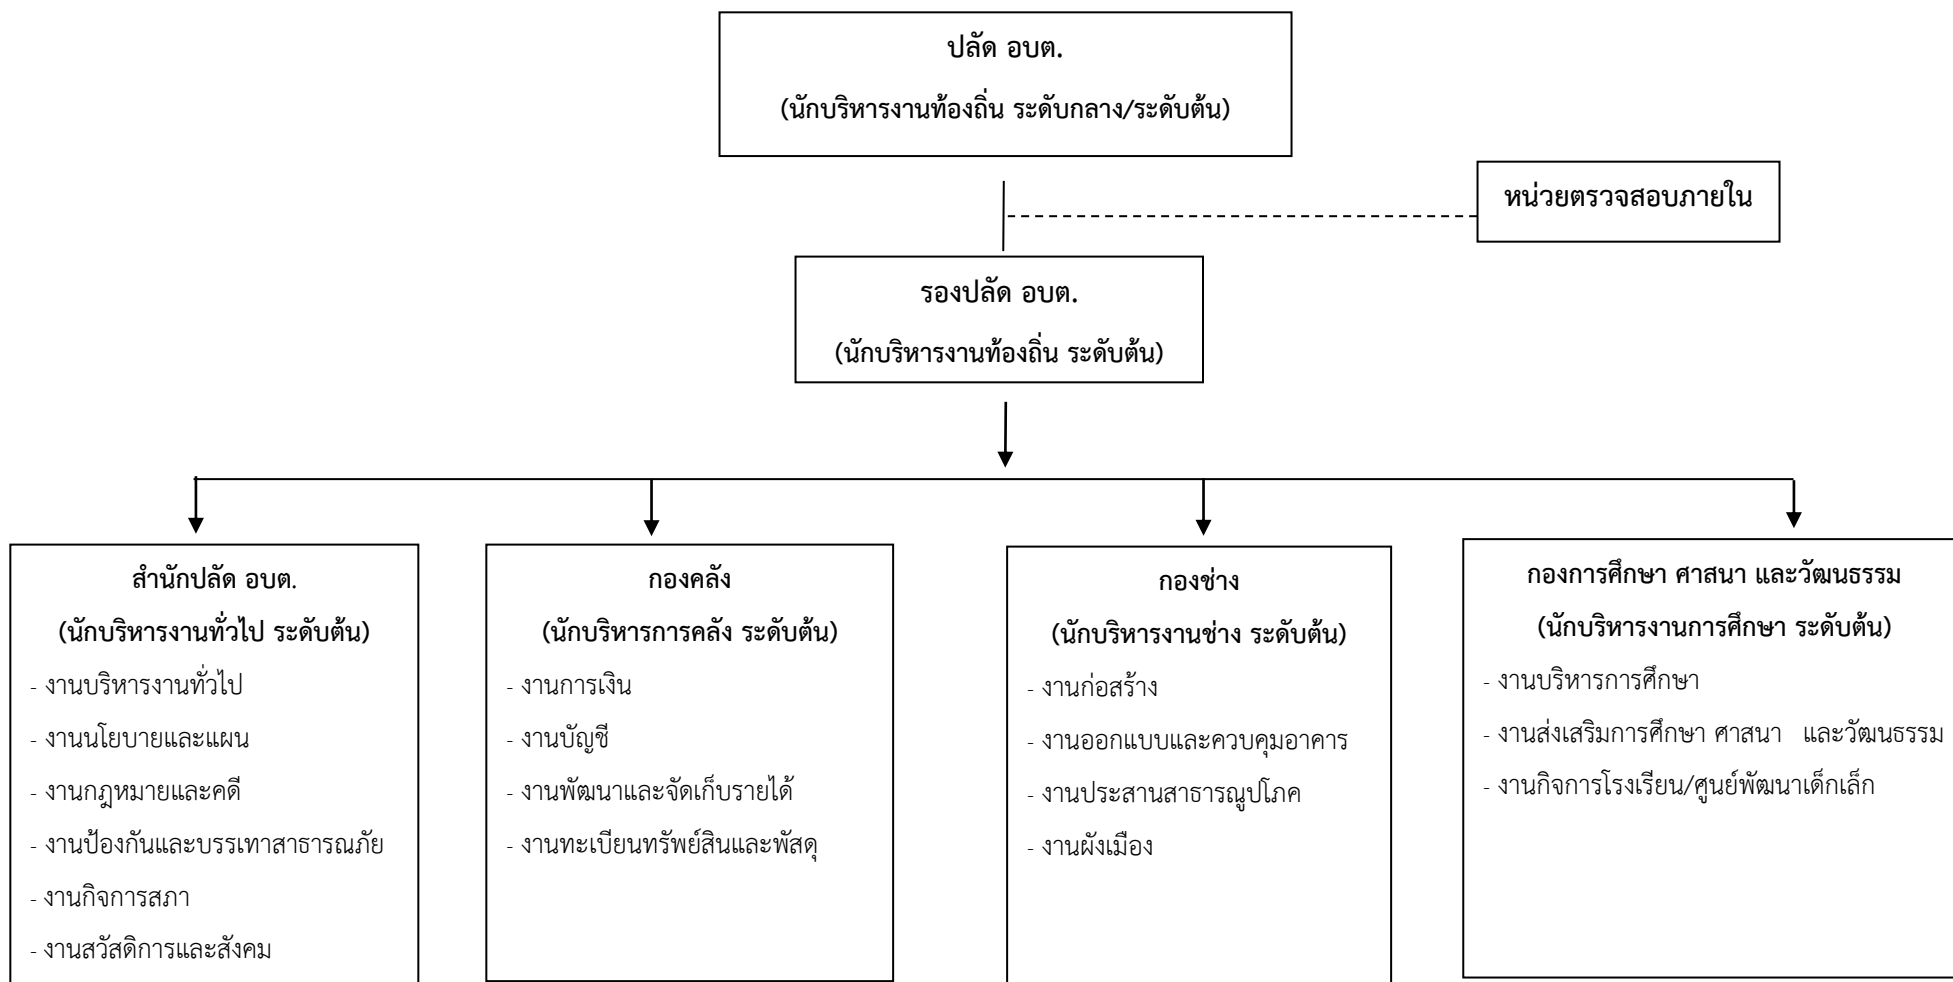 ปลัด อบต.
(นักบริหารงานท้องถิ่น ระดับกลาง/ระดับต้น)
หน่วยตรวจสอบภายใน
รองปลัด อบต.
(นักบริหารงานท้องถิ่น ระดับต้น)
สำนักปลัด อบต.
(นักบริหารงานทั่วไป ระดับต้น)
- งานบริหารงานทั่วไป
- งานนโยบายและแผน
- งานกฎหมายและคดี
- งานป้องกันและบรรเทาสาธารณภัย
- งานกิจการสภา
- งานสวัสดิการและสังคม
กองคลัง
(นักบริหารการคลัง ระดับต้น)
- งานการเงิน
- งานบัญชี
- งานพัฒนาและจัดเก็บรายได้
- งานทะเบียนทรัพย์สินและพัสดุ
กองช่าง
(นักบริหารงานช่าง ระดับต้น)
- งานก่อสร้าง
- งานออกแบบและควบคุมอาคาร
- งานประสานสาธารณูปโภค
- งานผังเมือง
กองการศึกษา ศาสนา และวัฒนธรรม
(นักบริหารงานการศึกษา ระดับต้น)
- งานบริหารการศึกษา
- งานส่งเสริมการศึกษา ศาสนา และวัฒนธรรม
- งานกิจการโรงเรียน/ศูนย์พัฒนาเด็กเล็ก